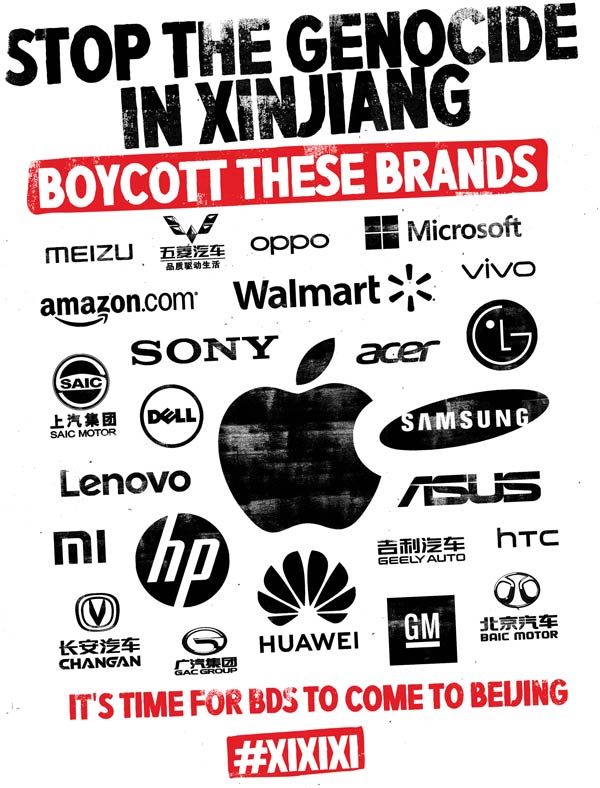 STOP THE GENOCIDE
IN XINJIANG
BOYCOTT THESE BRANDS
MEIZU
五菱汽车
品质驱动生活
oppo
Microsoft
amazon.com
Walmart
vivo
SONY
acer
LG
SAIC
上汽集团
SAIC MOTOR
DELL
SAMSUNG
Lenovo
ASUS
mi
hp
HUAWEI
吉利汽车
GEELY AUTO
hTC
长安汽车
CHANGAN
广汽集团
GAC GROUP
GM
北京汽车
BAIC MOTOR
IT'S TIME FOR BDS TO COME TO BEIJING
#XIXIXI